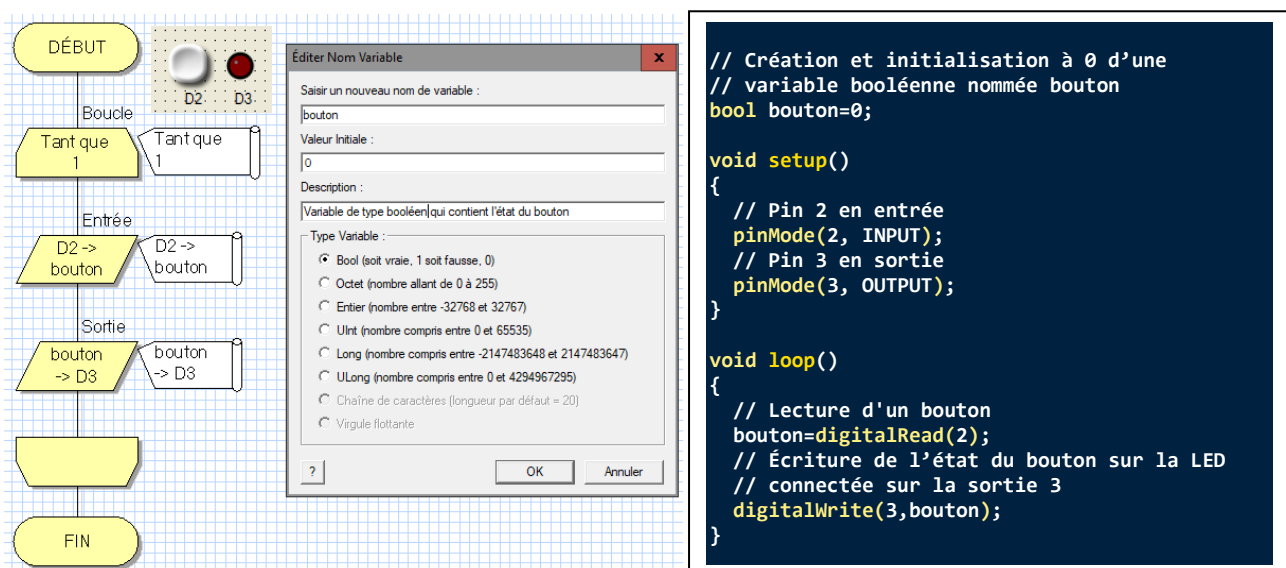 DÉBUT
D2 D3
Boucle
Tant que
1
Tant que
1
Entrée
D2 ->
bouton
D2 ->
bouton
Sortie
bouton
-> D3
bouton
-> D3
FIN
Éditer Nom Variable
x
Saisir un nouveau nom de variable :
bouton
Valeur Initiale :
0
Description :
Variable de type booléen qui contient l'état du bouton
Type Variable :
Bool (soit vraie, 1 soit fausse, 0)
Octet (nombre allant de 0 à 255)
Entier (nombre entre -32768 et 32767)
UInt (nombre compris entre 0 et 65535)
Long (nombre compris entre -2147483648 et 2147483647)
ULong (nombre compris entre 0 et 4294967295)
Chaîne de caractères (longueur par défaut = 20)
Virgule flottante
? OK Annuler
// Création et initialisation à 0 d’une
// variable booléenne nommée bouton
bool bouton=0;
void setup()
{
// Pin 2 en entrée
pinMode(2, INPUT);
// Pin 3 en sortie
pinMode(3, OUTPUT);
}
void loop()
{
// Lecture d'un bouton
bouton=digitalRead(2);
// Écriture de l’état du bouton sur la LED
// connectée sur la sortie 3
digitalWrite(3,bouton);
}